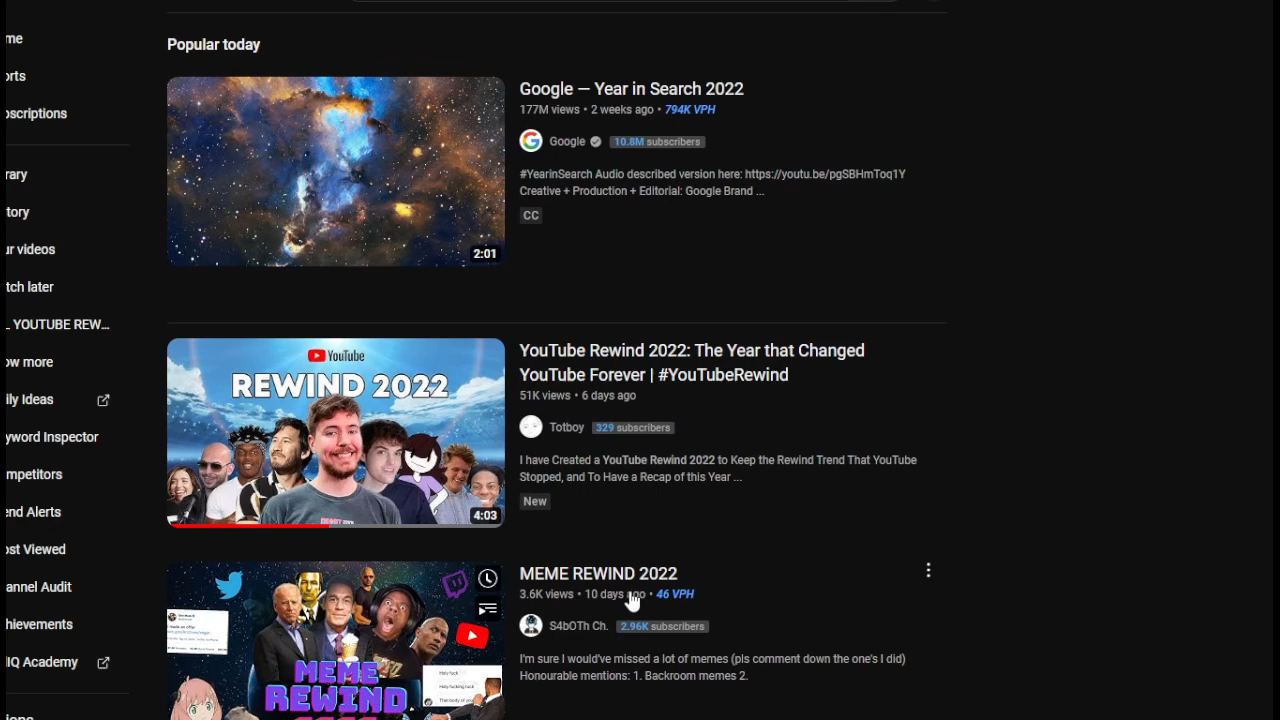 me
Popular today
orts
Google — Year in Search 2022
177M views • 2 weeks ago • 794K VPH
oscriptions
Google 10.8M subscribers
rary
#YearinSearch Audio described version here: https://youtu.be/pgSBHmToq1Y
Creative + Production + Editorial: Google Brand ...
tory
CC
ur videos
2:01
tch later
_ YOUTUBE REW...
YouTube
REWIND 2022
YouTube Rewind 2022: The Year that Changed
YouTube Forever | #YouTubeRewind
ow more
51K views • 6 days ago
ily Ideas
Totboy 329 subscribers
yword Inspector
I have Created a YouTube Rewind 2022 to Keep the Rewind Trend That YouTube
Stopped, and To Have a Recap of this Year ...
mpetitors
New
end Alerts
4:03
ost Viewed
MEME REWIND 2022
3.6K views • 10 days ago • 46 VPH
annel Audit
hievements
S4bOTh Ch. 2.96K subscribers
IQ Academy
I'm sure I would've missed a lot of memes (pls comment down the one's I did)
Honourable mentions: 1. Backroom memes 2.
MEME
REWIND